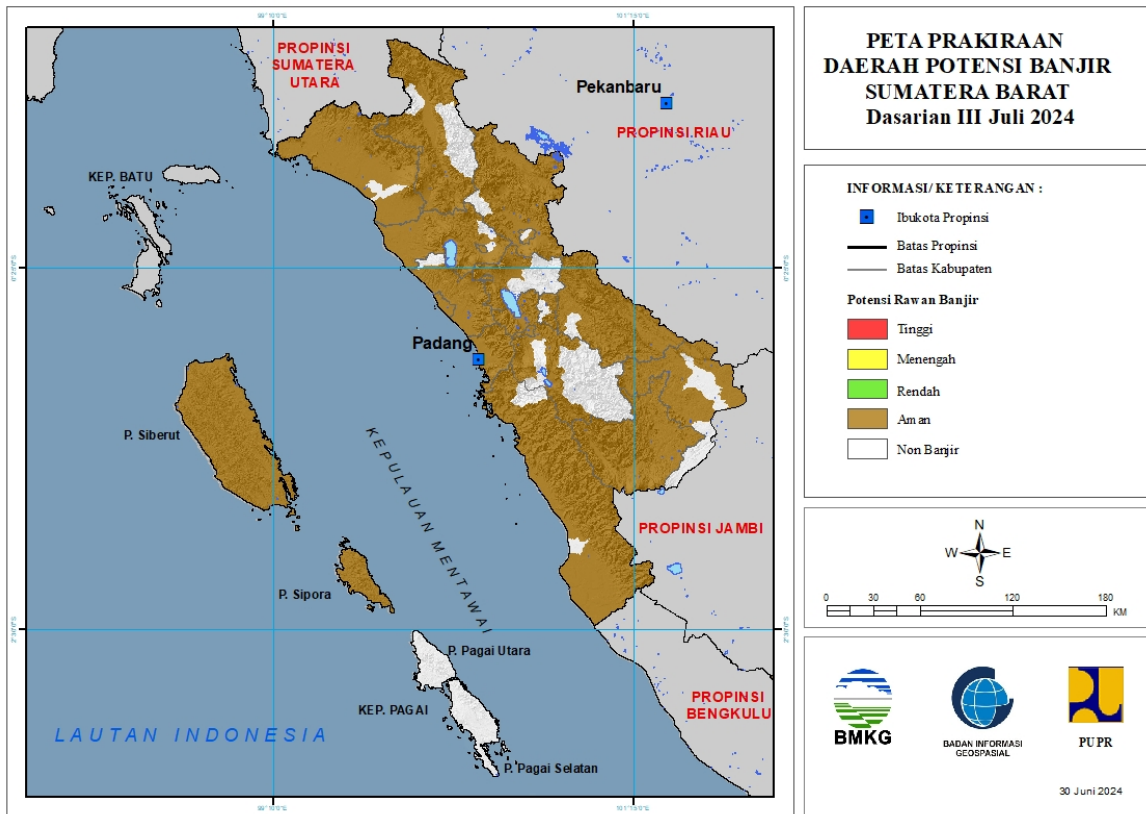 PETA PRAKIRAAN
DAERAH POTENSI BANJIR
SUMATERA BARAT
Dasarian III Juli 2024
INFORMASI/ KETERANGAN :
Ibukota Propinsi
Batas Propinsi
Batas Kabupaten
Potensi Rawan Banjir
Tinggi
Menengah
Rendah
Aman
Non Banjir
N
W E
S
0 30 60 120 180
KM
BMKG
BADAN INFORMASI
GEOSPASIAL
PUPR
30 Juni 2024
PROPINSI
SUMATERA
UTARA
Pekanbaru
PROPINSI RIAU
KEP. BATU
Padang
P. Siberut
KEPULAUAN MENTAWAI
PROPINSI JAMBI
P. Sipora
P. Pagai Utara
KEP. PAGAI
PROPINSI
BENGKULU
LAUTAN INDONESIA
P. Pagai Selatan